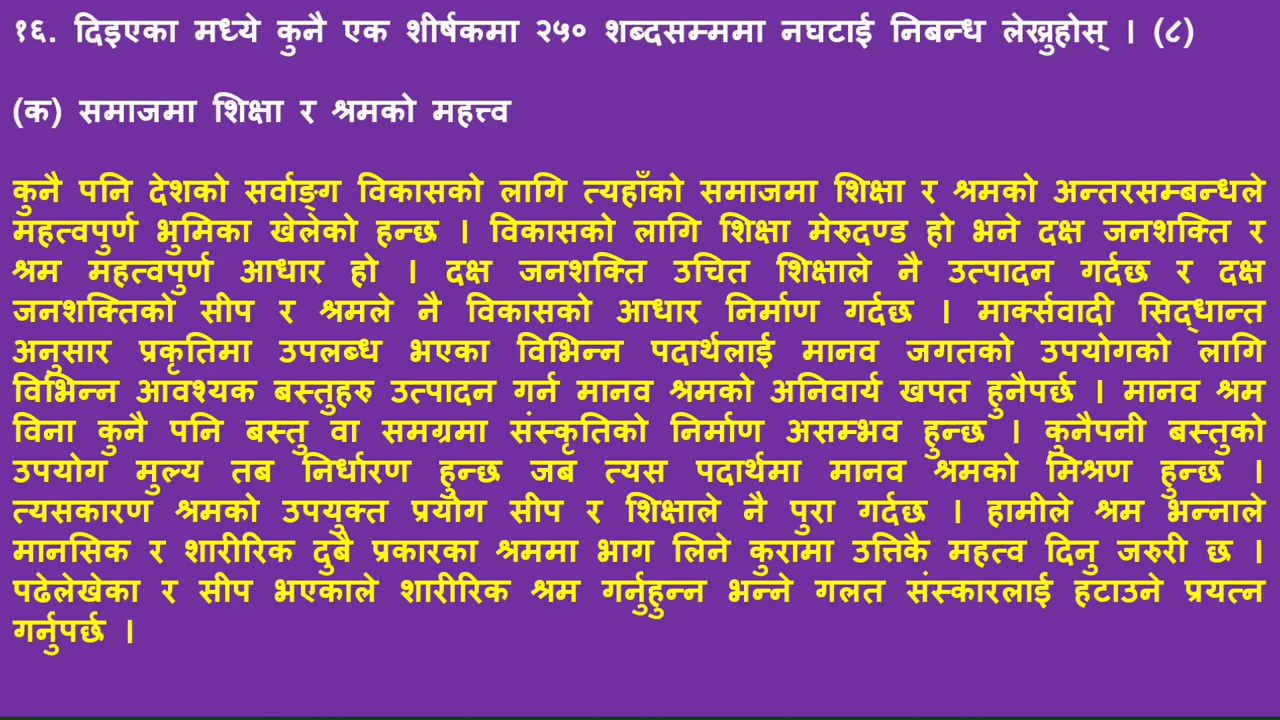 १६. दिइएका मध्ये कुनै एक शीर्षकमा २५० शब्दसम्ममा नघटाई निबन्ध लेख्नुहोस् । (८)
(क) समाजमा शिक्षा र श्रमको महत्त्व
कुनै पनि देशको सर्वाङ्ग विकासको लागि त्यहाँको समाजमा शिक्षा र श्रमको अन्तरसम्बन्धले
महत्वपुर्ण भुमिका खेलेको हन्छ । विकासको लागि शिक्षा मेरुदण्ड हो भने दक्ष जनशक्ति र
श्रम महत्वपुर्ण आधार हो । दक्ष जनशक्ति उचित शिक्षाले नै उत्पादन गर्दछ र दक्ष
जनशक्तिको सीप र श्रमले नै विकासको आधार निर्माण गर्दछ । मार्क्सवादी सिद्धान्त
अनुसार प्रकृतिमा उपलब्ध भएका विभिन्न पदार्थलाई मानव जगतको उपयोगको लागि
विभिन्न आवश्यक बस्तुहरु उत्पादन गर्न मानव श्रमको अनिवार्य खपत हुनैपर्छ । मानव श्रम
विना कुनै पनि बस्तु वा समग्रमा संस्कृतिको निर्माण असम्भव हुन्छ । कुनैपनी बस्तुको
उपयोग मुल्य तब निर्धारण हुन्छ जब त्यस पदार्थमा मानव श्रमको मिश्रण हुन्छ ।
त्यसकारण श्रमको उपयुक्त प्रयोग सीप र शिक्षाले नै पुरा गर्दछ । हामीले श्रम भन्नाले
मानसिक र शारीरिक दुबै प्रकारका श्रममा भाग लिने कुरामा उत्तिकै महत्व दिनु जरुरी छ ।
पढेलेखेका र सीप भएकाले शारीरिक श्रम गर्नुहुन्न भन्ने गलत संस्कारलाई हटाउने प्रयत्न
गर्नुपर्छ ।